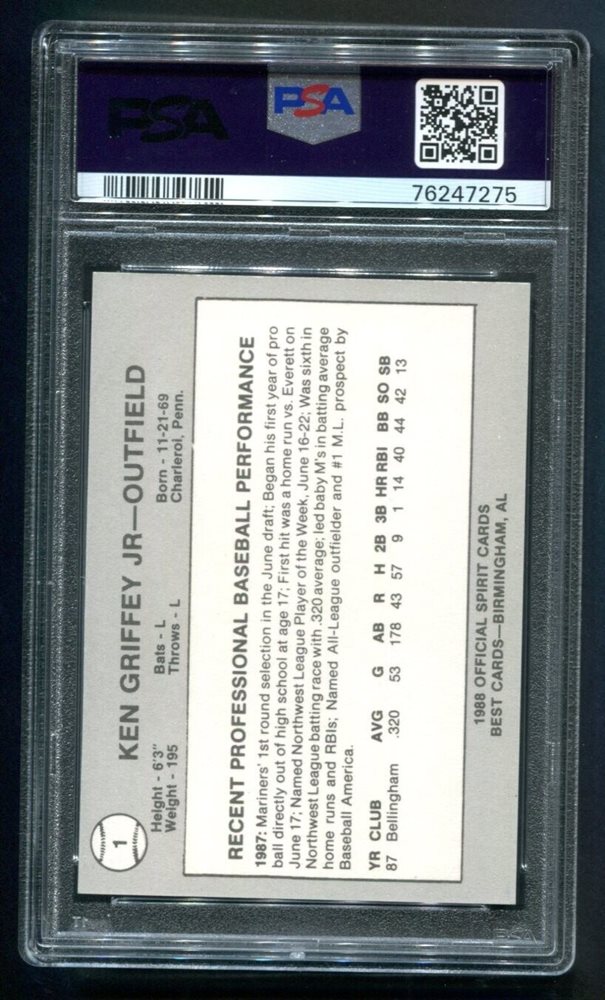 PSA
PSA
76247275
1
KEN GRIFFEY JR—OUTFIELD
Height - 6'3" Bats - L Born - 11-21-69
Weight - 195 Throws - L Charleroi, Penn.
RECENT PROFESSIONAL BASEBALL PERFORMANCE
1987: Mariners' 1st round selection in the June draft; Began his first year of pro
ball directly out of high school at age 17; First hit was a home run vs. Everett on
June 17; Named Northwest League Player of the Week, June 16-22; Was sixth in
Northwest League batting race with .320 average; led baby M's in batting average
home runs and RBIs; Named All-League outfielder and #1 M.L. prospect by
Baseball America.
YR CLUB AVG G AB R H 2B 3B HR RBI BB SO SB
87 Bellingham .320 53 178 43 57 9 1 14 40 44 42 13
1988 OFFICIAL SPIRIT CARDS
BEST CARDS—BIRMINGHAM, AL